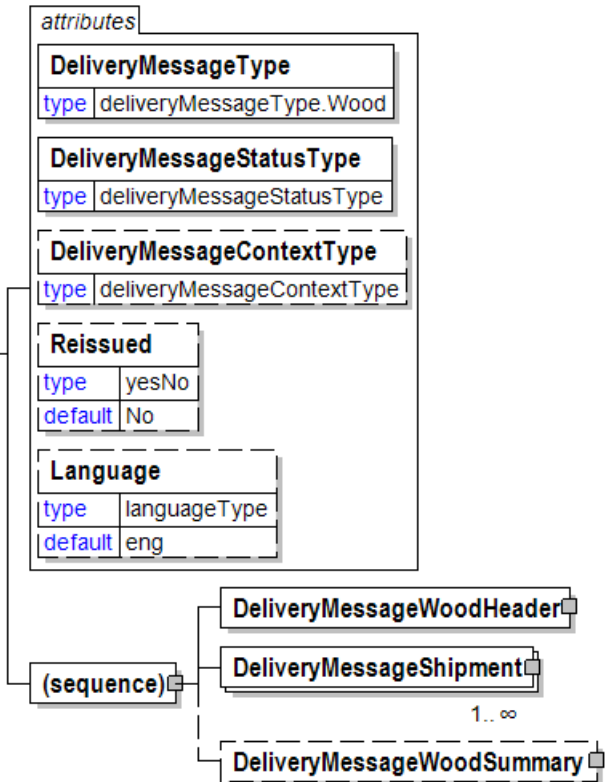 attributes
DeliveryMessageType
type deliveryMessageType.Wood
DeliveryMessageStatusType
type deliveryMessageStatusType
DeliveryMessageContextType
type deliveryMessageContextType
Reissued
type yesNo
default No
Language
type languageType
default eng
DeliveryMessageWoodHeader
(sequence)
DeliveryMessageShipment
1.. ∞
DeliveryMessageWoodSummary